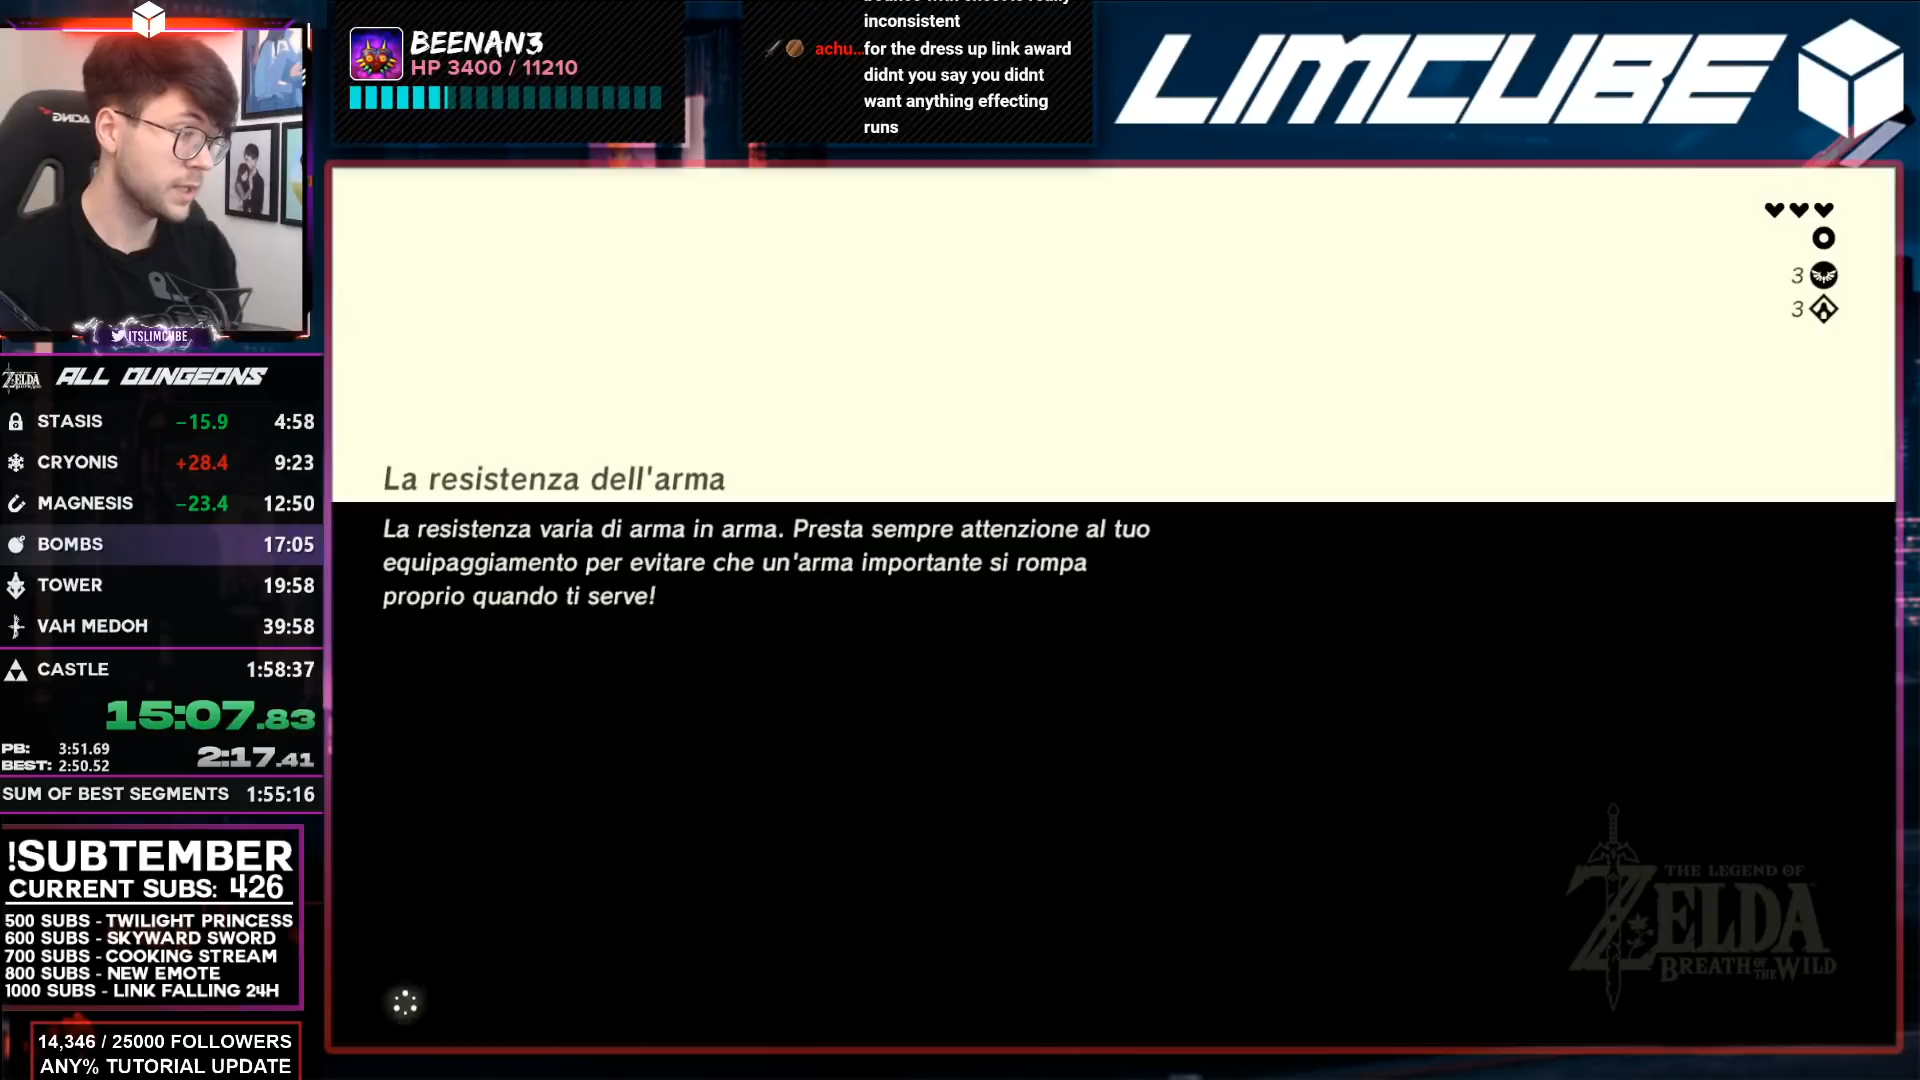 BEENAN3
HP 3400 / 11210
inconsistent
achu...for the dress up link award
didnt you say you didnt
want anything effecting
runs
LIMCUBE
ITSLIMCUBE
ZELDA
ALL DUNGEONS
STASIS -15.9 4:58
CRYONIS +28.4 9:23
MAGNESIS -23.4 12:50
BOMBS 17:05
TOWER 19:58
VAH MEDOH 39:58
CASTLE 1:58:37
15:07.83
PB: 3:51.69
BEST: 2:50.52
2:17.41
SUM OF BEST SEGMENTS 1:55:16
!SUBTEMBER
CURRENT SUBS: 426
500 SUBS - TWILIGHT PRINCESS
600 SUBS - SKYWARD SWORD
700 SUBS - COOKING STREAM
800 SUBS - NEW EMOTE
1000 SUBS - LINK FALLING 24H
14,346 / 25000 FOLLOWERS
ANY% TUTORIAL UPDATE
3
3
La resistenza dell'arma
La resistenza varia di arma in arma. Presta sempre attenzione al tuo
equipaggiamento per evitare che un'arma importante si rompa
proprio quando ti serve!
THE LEGEND OF
ZELDA
BREATH OF THE WILD